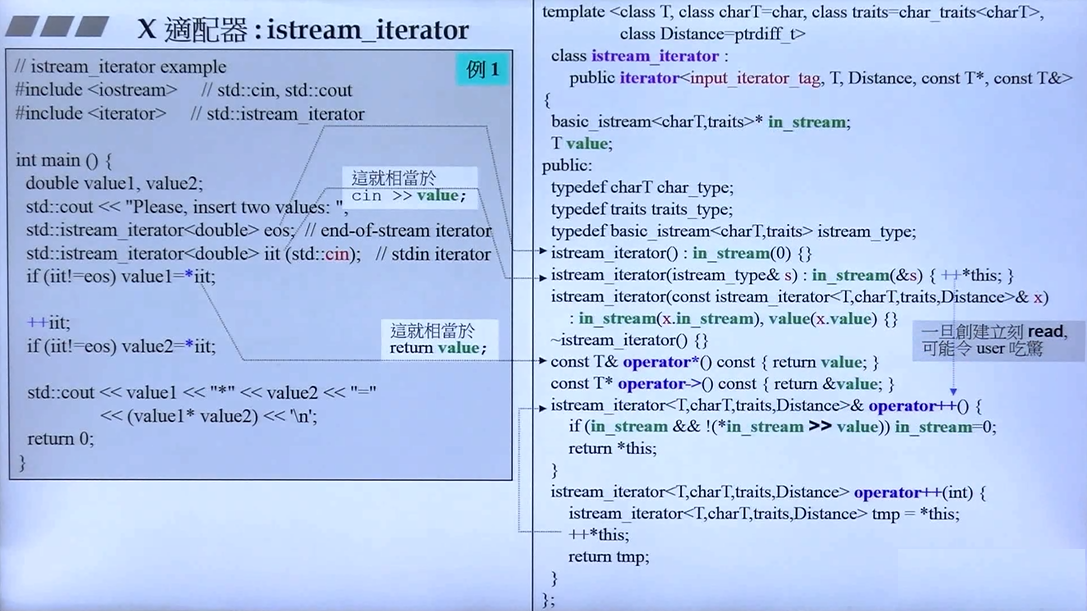 X 適配器 : istream_iterator
// istream_iterator example
例 1
#include <iostream> // std::cin, std::cout
#include <iterator> // std::istream_iterator
int main () {
double value1, value2;
std::cout << "Please, insert two values: ";
std::istream_iterator<double> eos; // end-of-stream iterator
std::istream_iterator<double> iit (std::cin); // stdin iterator
if (iit!=eos) value1=*iit;
++iit;
if (iit!=eos) value2=*iit;
std::cout << value1 << "*" << value2 << "="
<< (value1* value2) << '\n';
return 0;
}
這就相當於
cin >> value;
這就相當於
return value;
template <class T, class charT=char, class traits=char_traits<charT>,
class Distance=ptrdiff_t>
class istream_iterator :
public iterator<input_iterator_tag, T, Distance, const T*, const T&>
{
basic_istream<charT,traits>* in_stream;
T value;
public:
typedef charT char_type;
typedef traits traits_type;
typedef basic_istream<charT,traits> istream_type;
istream_iterator() : in_stream(0) {}
istream_iterator(istream_type& s) : in_stream(&s) { ++*this; }
istream_iterator(const istream_iterator<T,charT,traits,Distance>& x)
: in_stream(x.in_stream), value(x.value) {}
~istream_iterator() {}
const T& operator*() const { return value; }
const T* operator->() const { return &value; }
istream_iterator<T,charT,traits,Distance>& operator++() {
if (in_stream && !(*in_stream >> value)) in_stream=0;
return *this;
}
istream_iterator<T,charT,traits,Distance> operator++(int) {
istream_iterator<T,charT,traits,Distance> tmp = *this;
++*this;
return tmp;
}
};
一旦創建立刻 read,
可能令 user 吃驚